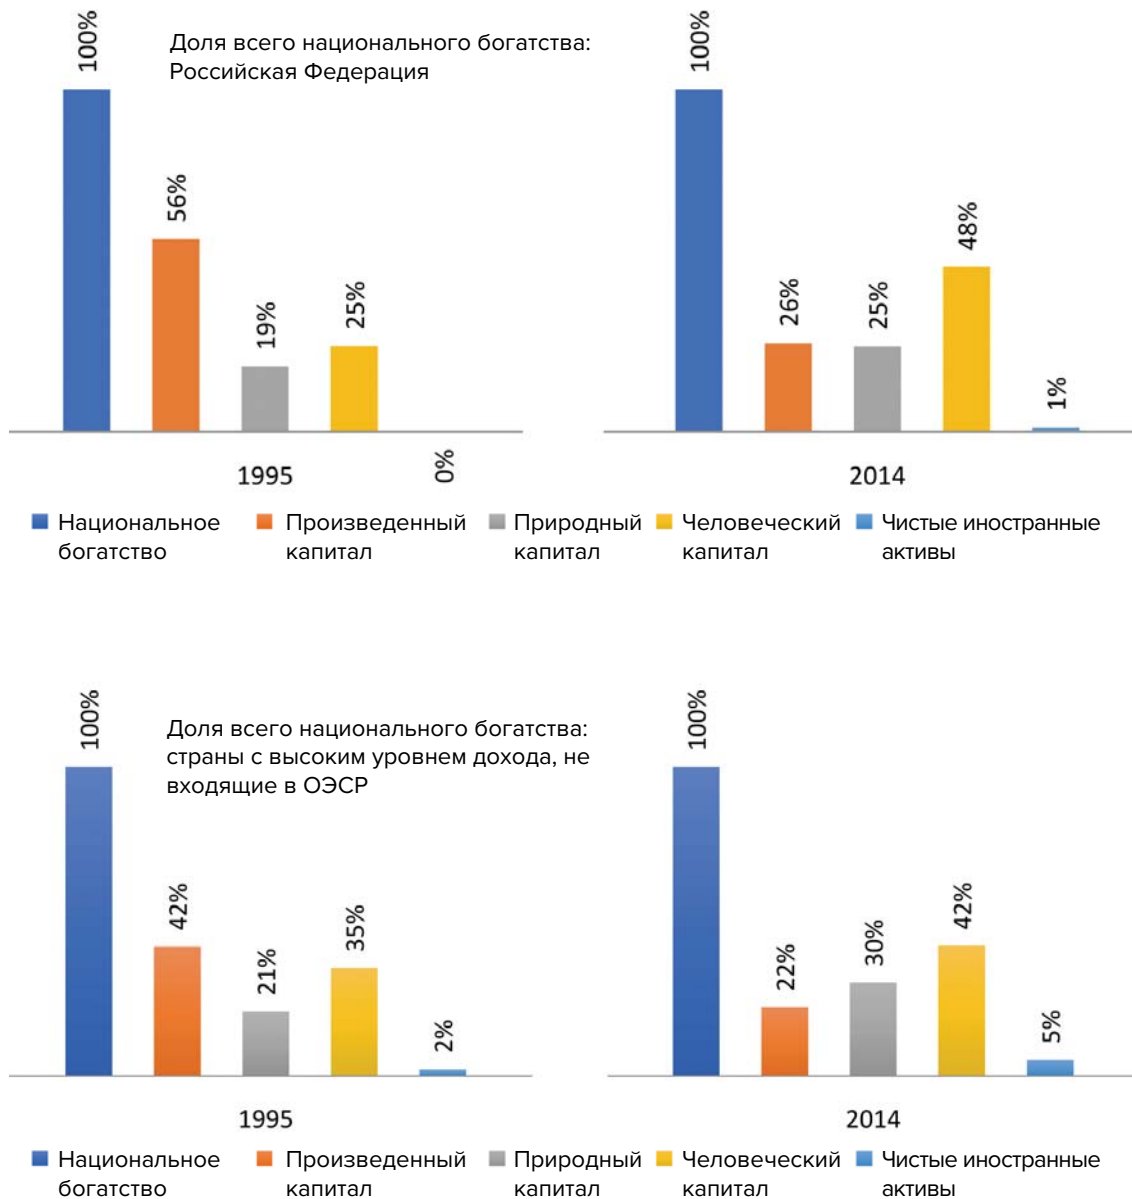 Доля всего национального богатства:
Российская Федерация
100%
56%
19%
25%
0%
1995
100%
26%
25%
48%
1%
2014
Национальное богатство
Произведенный капитал
Природный капитал
Человеческий капитал
Чистые иностранные активы
Доля всего национального богатства:
страны с высоким уровнем дохода, не
входящие в ОЭСР
100%
42%
21%
35%
2%
1995
100%
22%
30%
42%
5%
2014
Национальное богатство
Произведенный капитал
Природный капитал
Человеческий капитал
Чистые иностранные активы